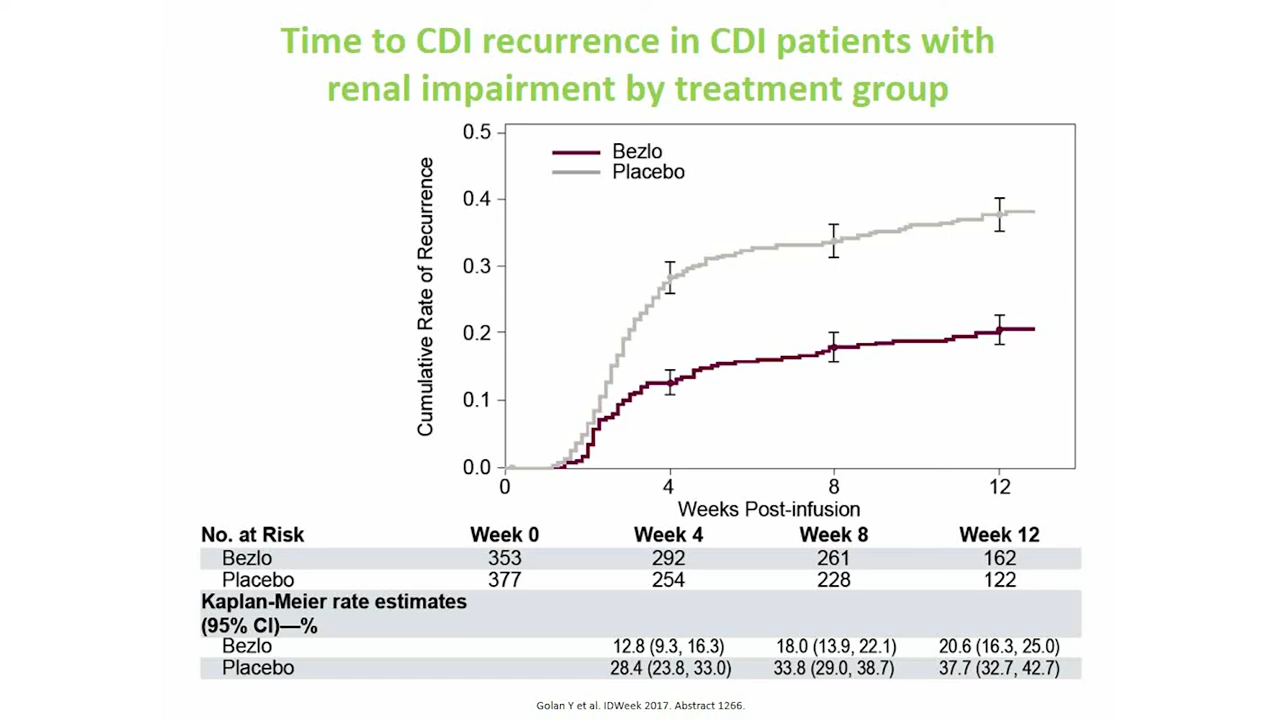 Time to CDI recurrence in CDI patients with
renal impairment by treatment group
Cumulative Rate of Recurrence
0.5
0.4
0.3
0.2
0.1
0.0
Bezlo
Placebo
0 4 8 12
Weeks Post-infusion
No. at Risk Week 0 Week 4 Week 8 Week 12
Bezlo 353 292 261 162
Placebo 377 254 228 122
Kaplan-Meier rate estimates
(95% CI)—%
Bezlo 12.8 (9.3, 16.3) 18.0 (13.9, 22.1) 20.6 (16.3, 25.0)
Placebo 28.4 (23.8, 33.0) 33.8 (29.0, 38.7) 37.7 (32.7, 42.7)
Golan Y et al. IDWeek 2017. Abstract 1266.